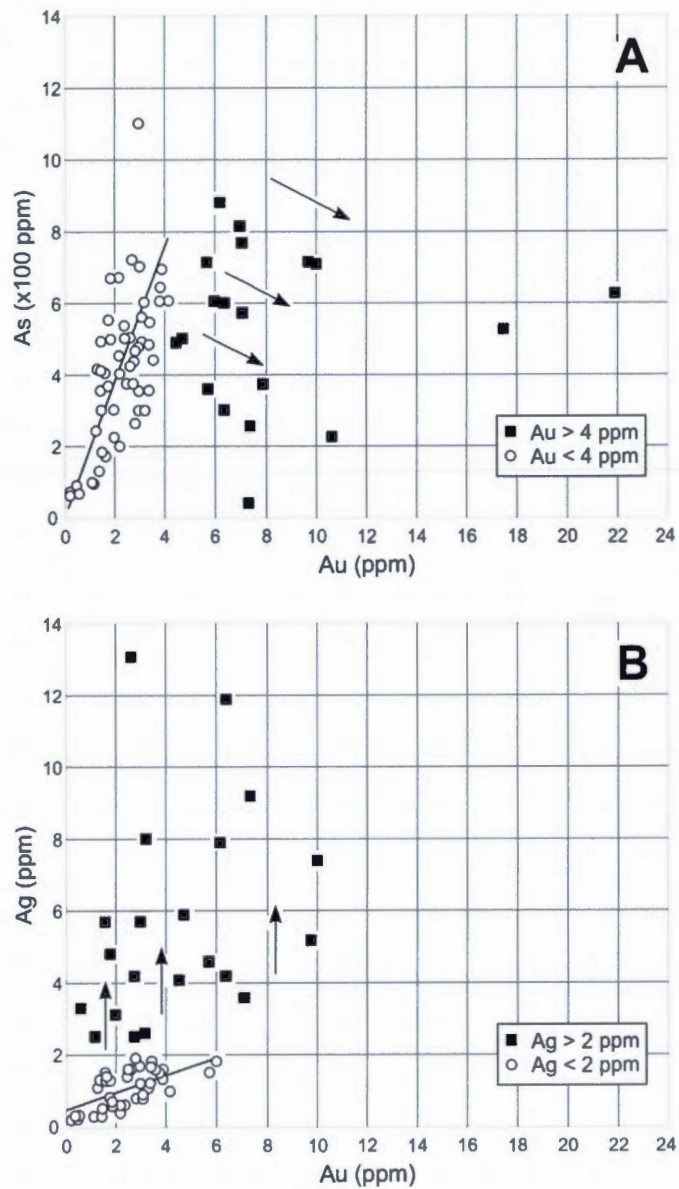 A
As (x100 ppm)
14
12
10
8
6
4
2
0
0 2 4 6 8 10 12 14 16 18 20 22 24
Au (ppm)
Au > 4 ppm
Au < 4 ppm
B
Ag (ppm)
14
12
10
8
6
4
2
0
0 2 4 6 8 10 12 14 16 18 20 22 24
Au (ppm)
Ag > 2 ppm
Ag < 2 ppm